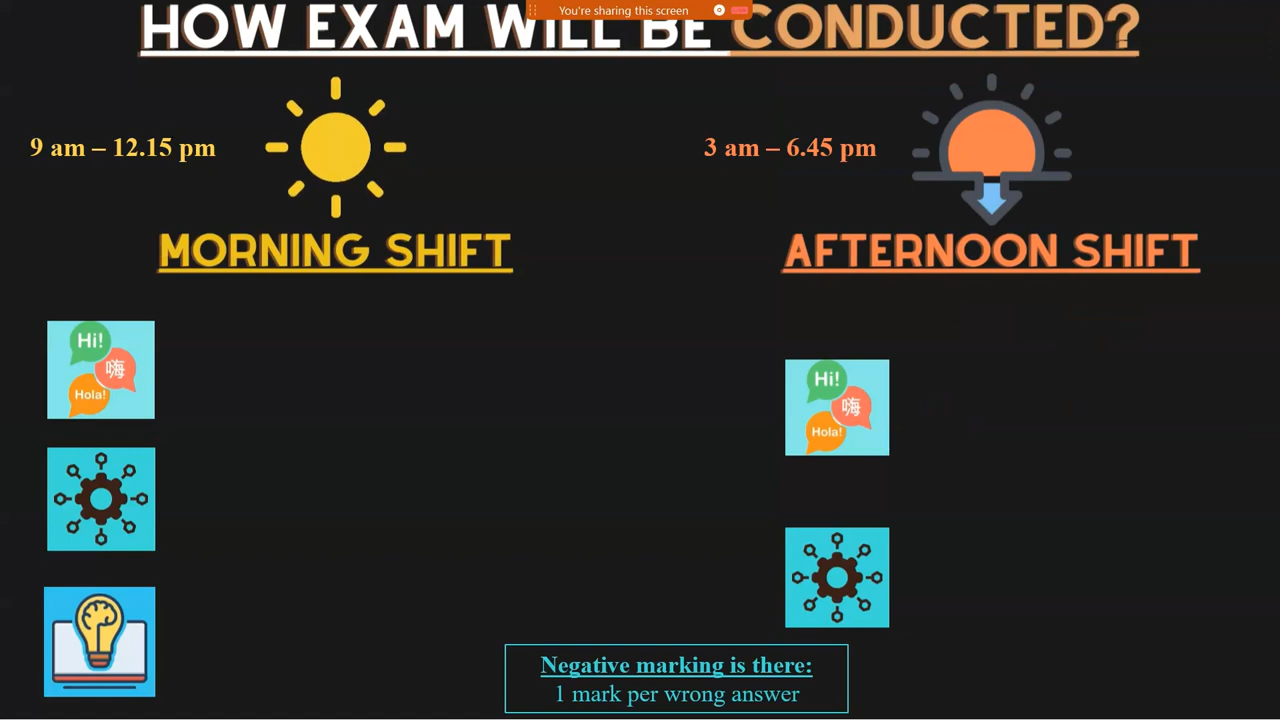 You're sharing this screen
HOW EXAM WILL BE CONDUCTED?
9 am – 12.15 pm
3 am – 6.45 pm
MORNING SHIFT
AFTERNOON SHIFT
Hi!
嗨
Hola!
Hi!
嗨
Hola!
Negative marking is there:
1 mark per wrong answer